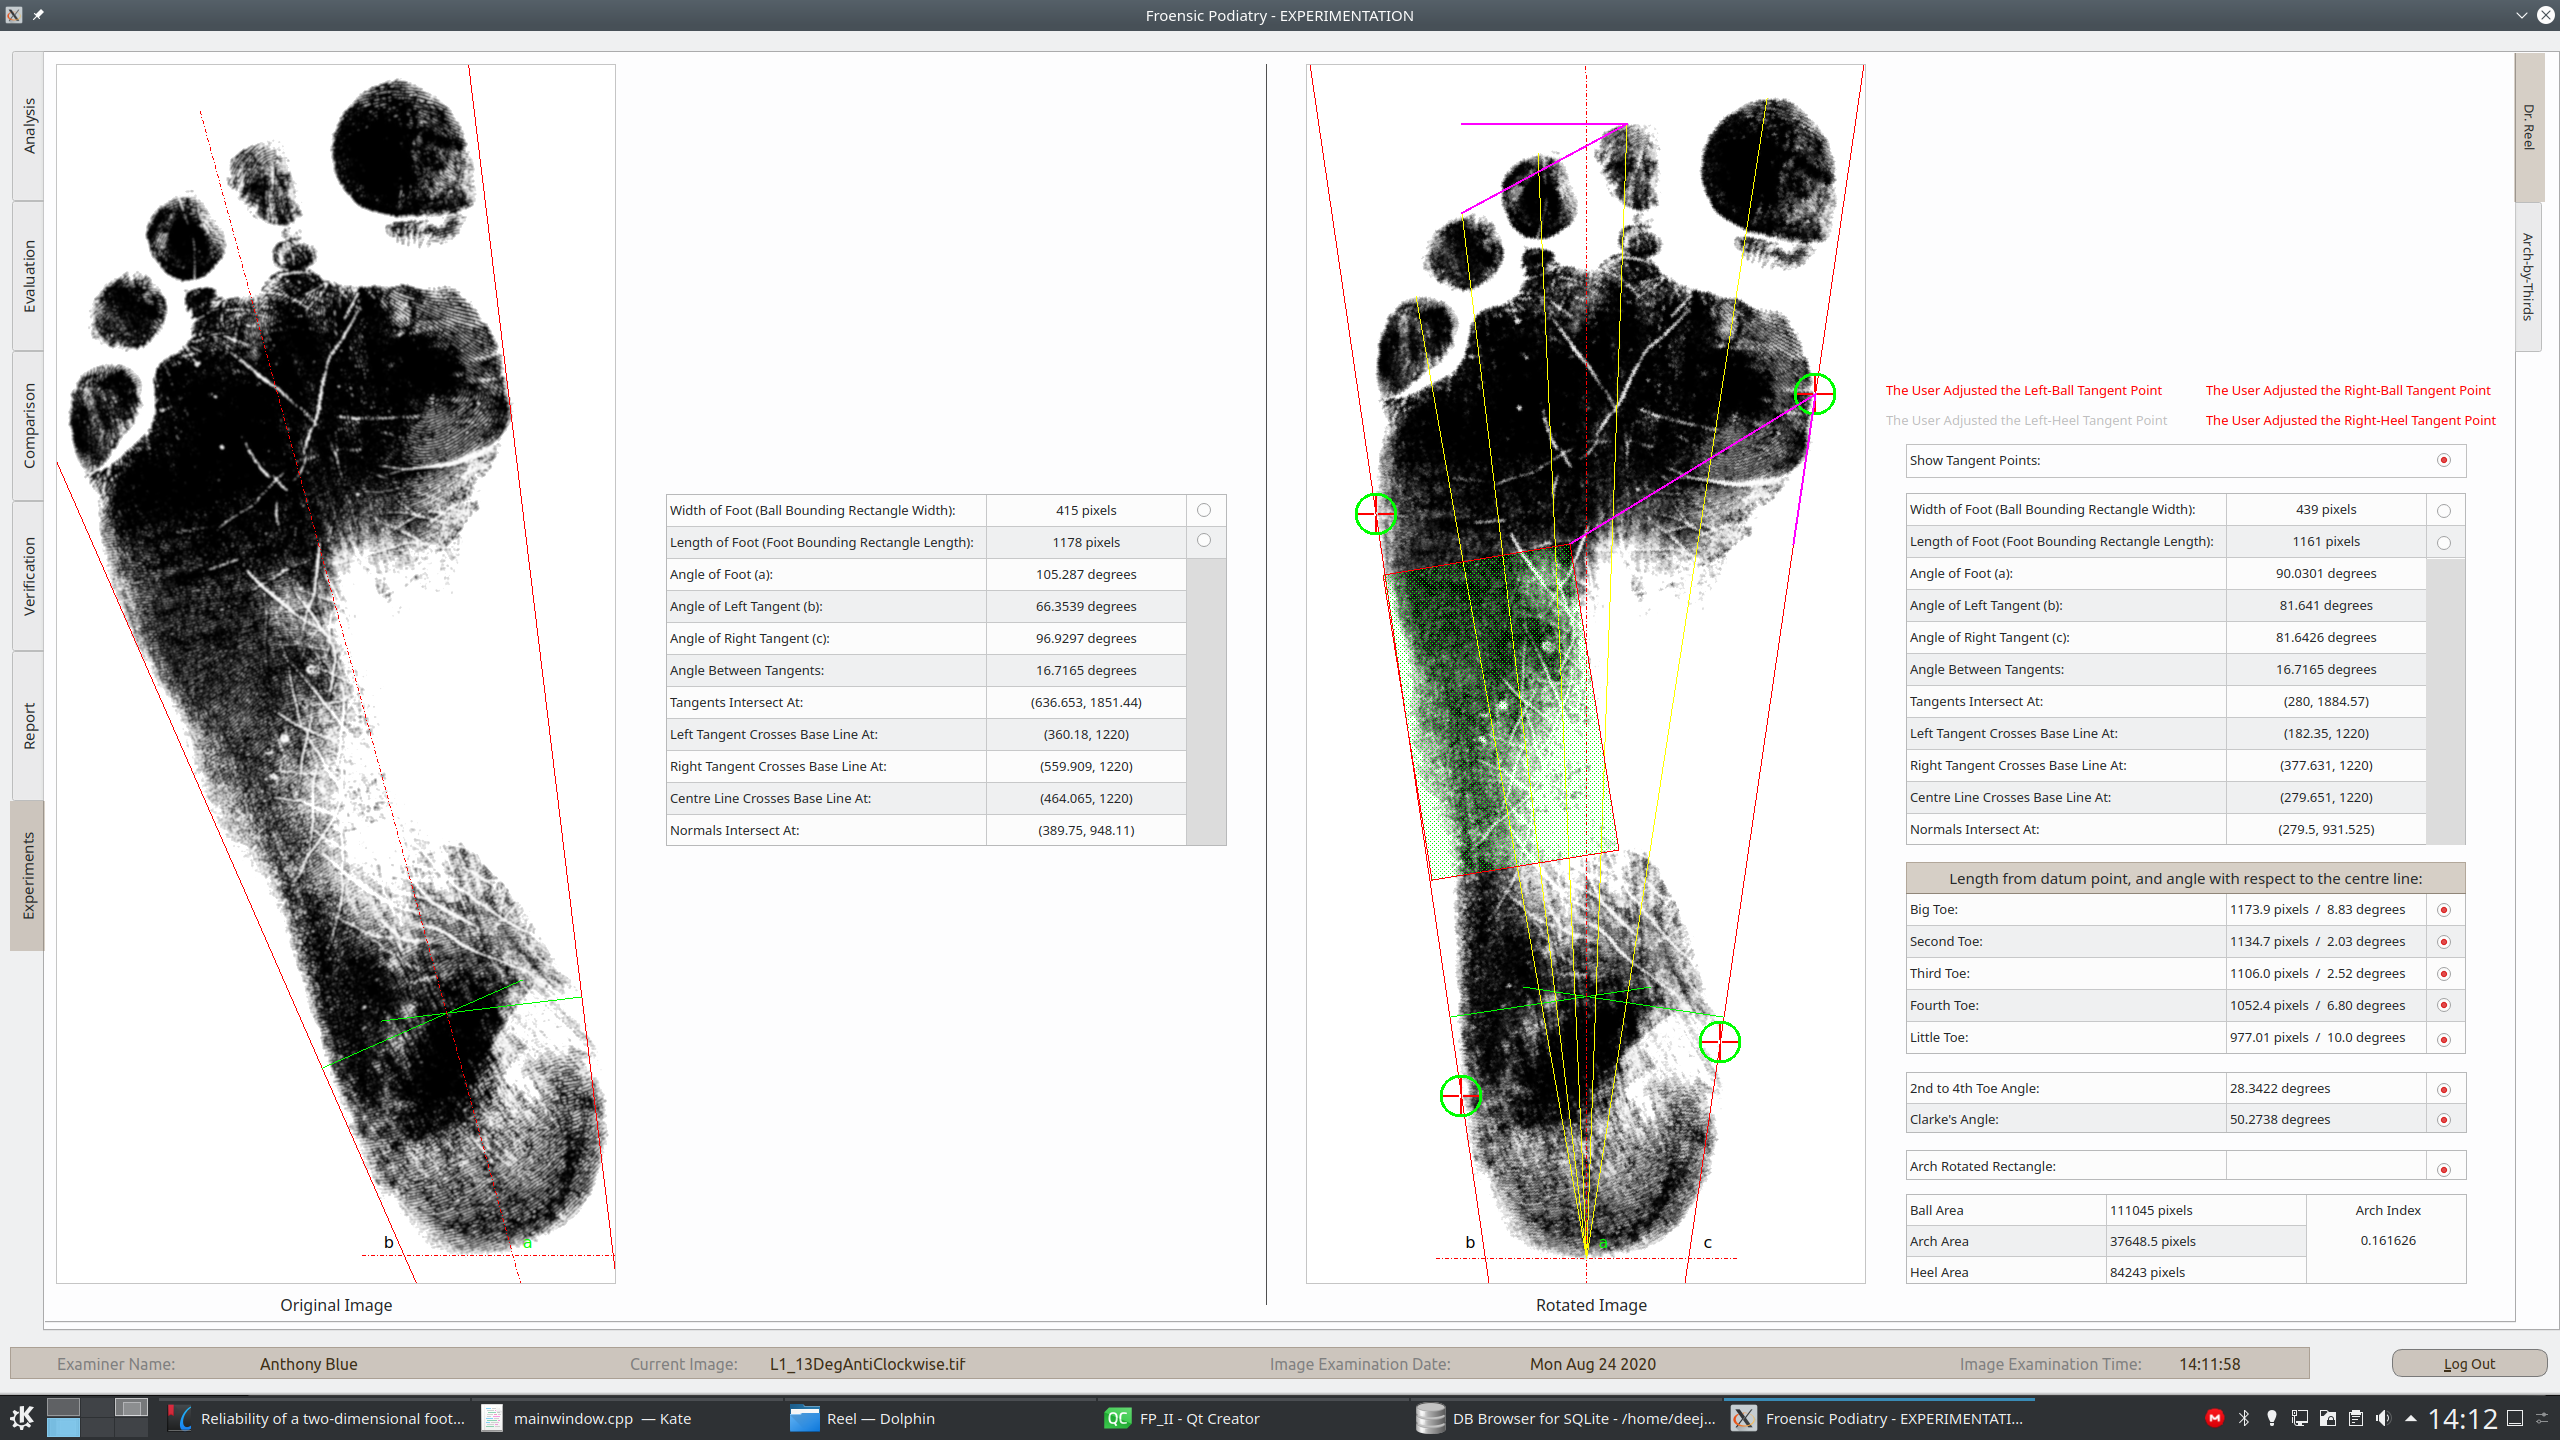 Froensic Podiatry - EXPERIMENTATION
Analysis
Evaluation
Comparison
Verification
Report
Experiments
b
a
Original Image
Width of Foot (Ball Bounding Rectangle Width): 415 pixels
Length of Foot (Foot Bounding Rectangle Length): 1178 pixels
Angle of Foot (a): 105.287 degrees
Angle of Left Tangent (b): 66.3539 degrees
Angle of Right Tangent (c): 96.9297 degrees
Angle Between Tangents: 16.7165 degrees
Tangents Intersect At: (636.653, 1851.44)
Left Tangent Crosses Base Line At: (360.18, 1220)
Right Tangent Crosses Base Line At: (559.909, 1220)
Centre Line Crosses Base Line At: (464.065, 1220)
Normals Intersect At: (389.75, 948.11)
b
a
c
Rotated Image
Dr. Reel
Arch-by-Thirds
The User Adjusted the Left-Ball Tangent Point The User Adjusted the Right-Ball Tangent Point
The User Adjusted the Left-Heel Tangent Point The User Adjusted the Right-Heel Tangent Point
Show Tangent Points:
Width of Foot (Ball Bounding Rectangle Width): 439 pixels
Length of Foot (Foot Bounding Rectangle Length): 1161 pixels
Angle of Foot (a): 90.0301 degrees
Angle of Left Tangent (b): 81.641 degrees
Angle of Right Tangent (c): 81.6426 degrees
Angle Between Tangents: 16.7165 degrees
Tangents Intersect At: (280, 1884.57)
Left Tangent Crosses Base Line At: (182.35, 1220)
Right Tangent Crosses Base Line At: (377.631, 1220)
Centre Line Crosses Base Line At: (279.651, 1220)
Normals Intersect At: (279.5, 931.525)
Length from datum point, and angle with respect to the centre line:
Big Toe: 1173.9 pixels / 8.83 degrees
Second Toe: 1134.7 pixels / 2.03 degrees
Third Toe: 1106.0 pixels / 2.52 degrees
Fourth Toe: 1052.4 pixels / 6.80 degrees
Little Toe: 977.01 pixels / 10.0 degrees
2nd to 4th Toe Angle: 28.3422 degrees
Clarke's Angle: 50.2738 degrees
Arch Rotated Rectangle:
Ball Area 111045 pixels Arch Index
Arch Area 37648.5 pixels 0.161626
Heel Area 84243 pixels
Examiner Name: Anthony Blue Current Image: L1_13DegAntiClockwise.tif Image Examination Date: Mon Aug 24 2020 Image Examination Time: 14:11:58 Log Out
Reliability of a two-dimensional foot... mainwindow.cpp — Kate Reel — Dolphin FP_II - Qt Creator DB Browser for SQLite - /home/deej... Froensic Podiatry - EXPERIMENTATI... 14:12